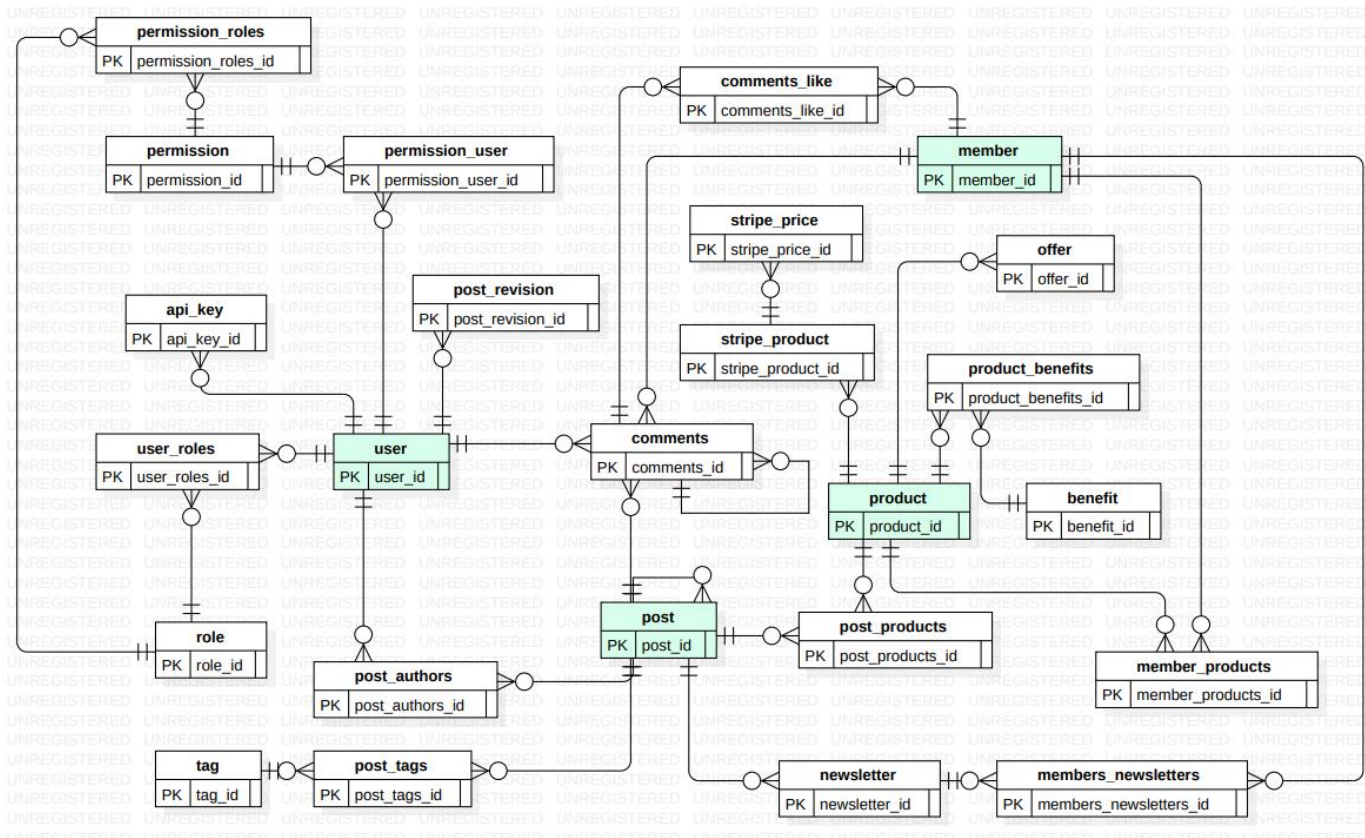 permission_roles
PK permission_roles_id
comments_like
PK comments_like_id
permission
PK permission_id
permission_user
PK permission_user_id
member
PK member_id
stripe_price
PK stripe_price_id
offer
PK offer_id
post_revision
PK post_revision_id
api_key
PK api_key_id
stripe_product
PK stripe_product_id
product_benefits
PK product_benefits_id
user_roles
PK user_roles_id
user
PK user_id
comments
PK comments_id
product
PK product_id
benefit
PK benefit_id
role
PK role_id
post
PK post_id
post_products
PK post_products_id
post_authors
PK post_authors_id
member_products
PK member_products_id
tag
PK tag_id
post_tags
PK post_tags_id
newsletter
PK newsletter_id
members_newsletters
PK members_newsletters_id
UNREGISTERED